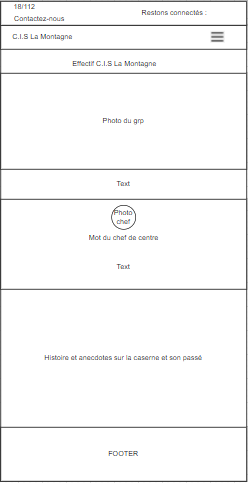 18/112
Contactez-nous
Restons connectés :
C.I.S La Montagne
Effectif C.I.S La Montagne
Photo du grp
Text
Photo
chef
Mot du chef de centre
Text
Histoire et anecdotes sur la caserne et son passé
FOOTER